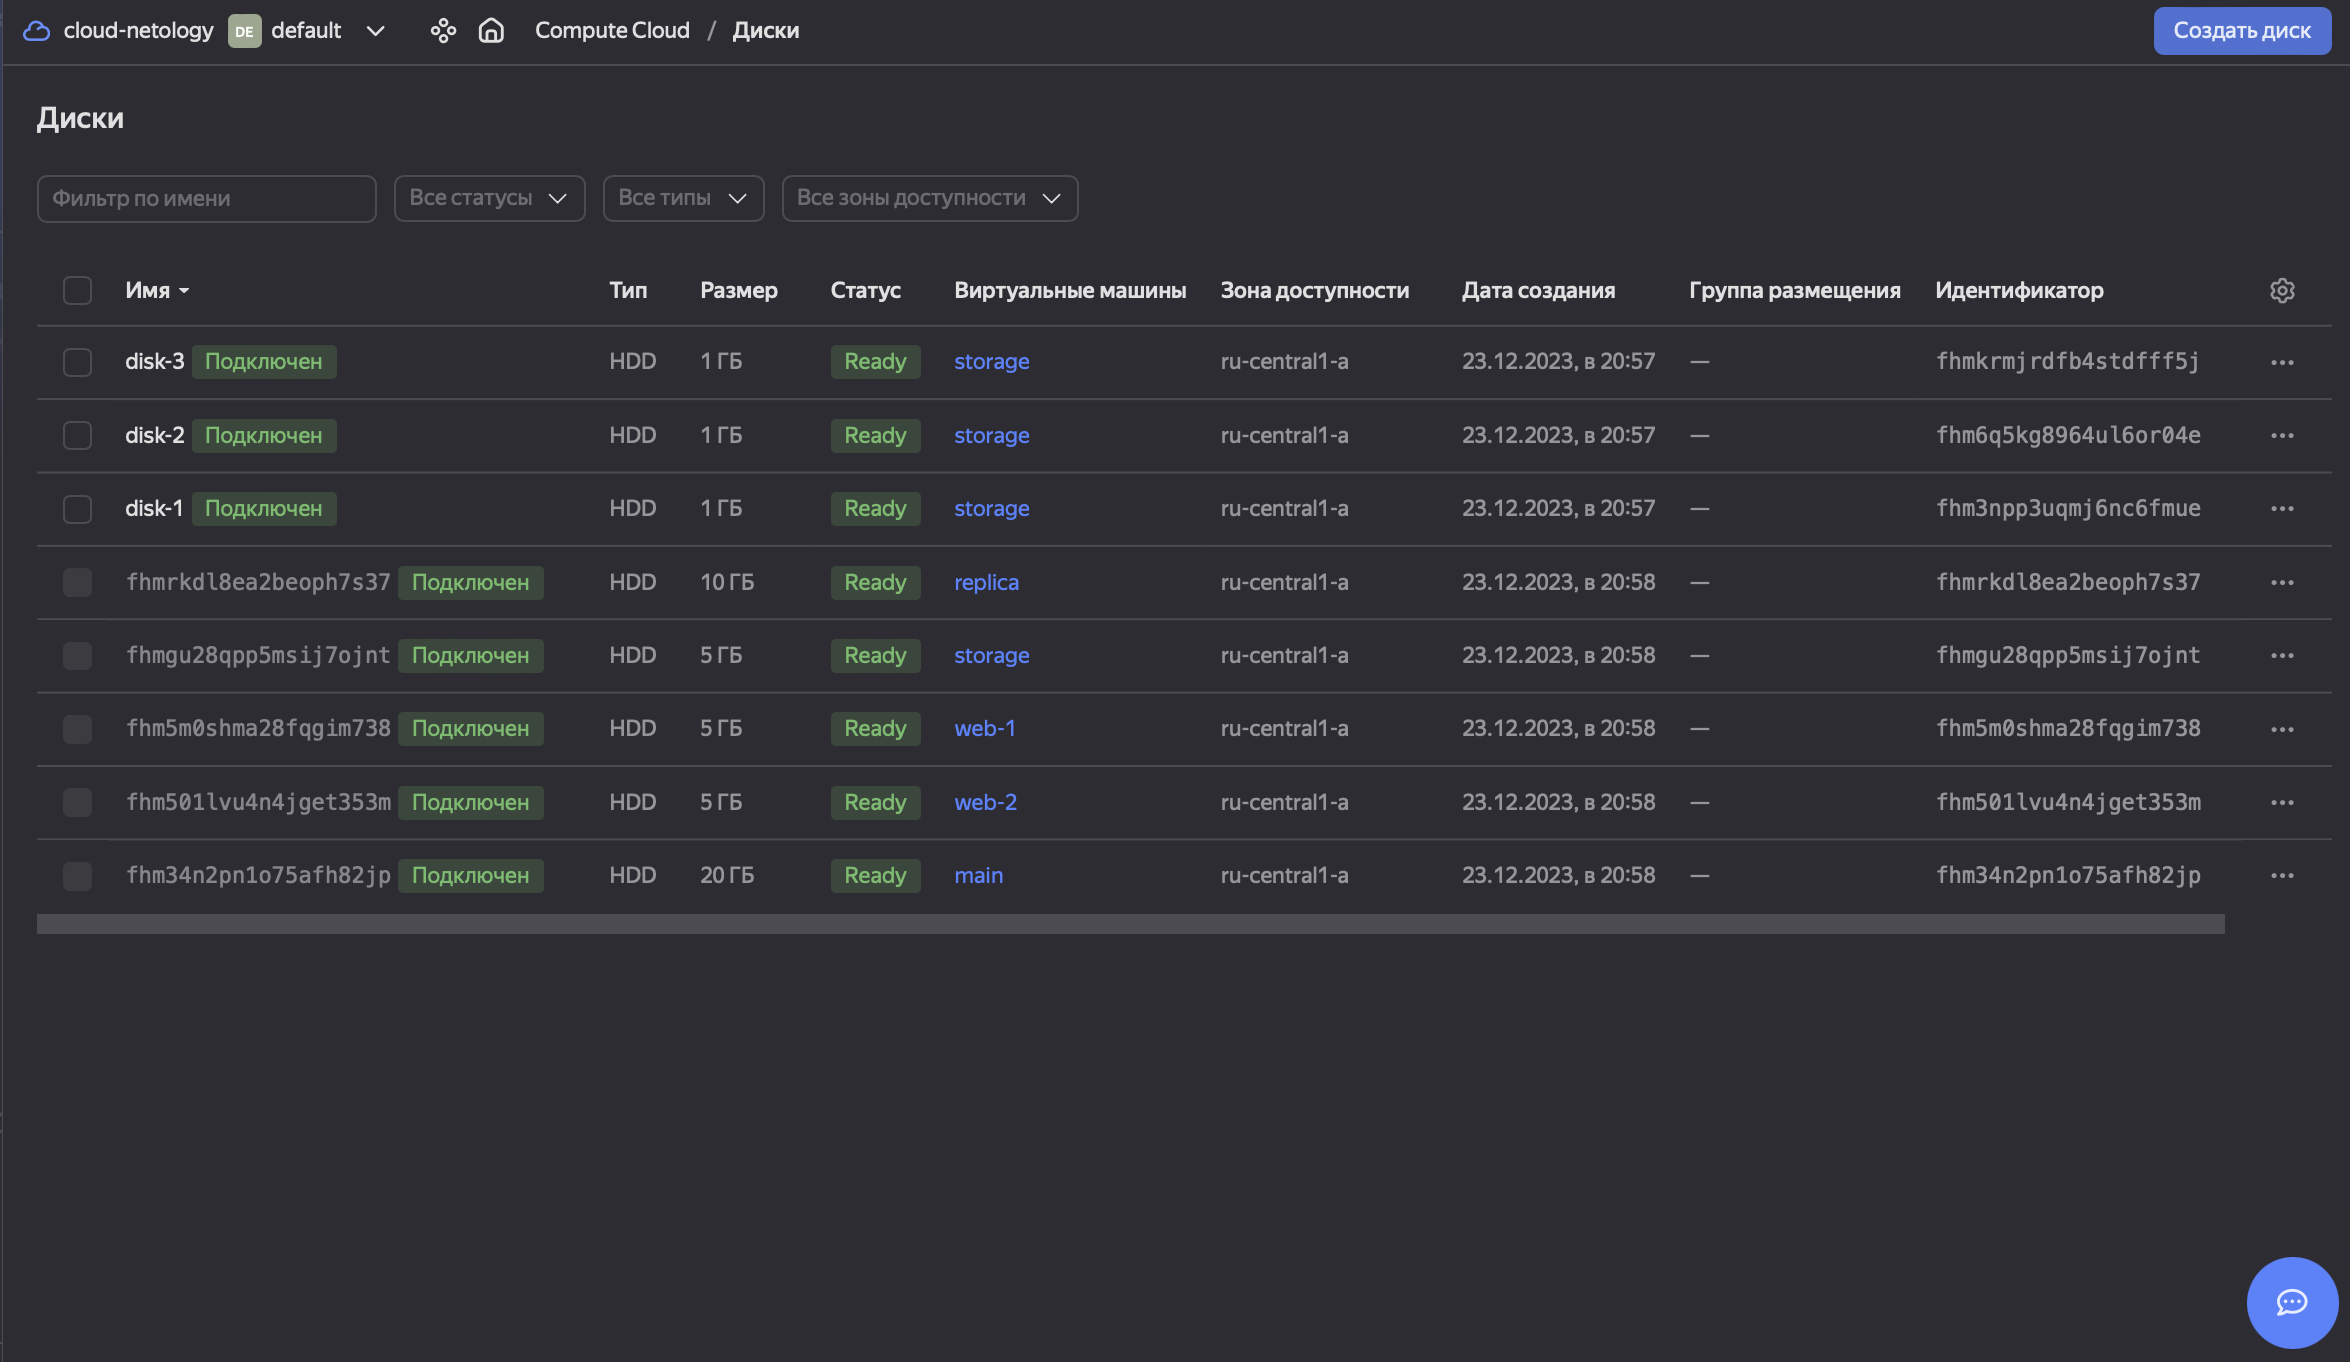 cloud-netology DE default Compute Cloud / Диски Создать диск
Диски
Фильтр по имени Все статусы Все типы Все зоны доступности
Имя Тип Размер Статус Виртуальные машины Зона доступности Дата создания Группа размещения Идентификатор
disk-3 Подключен HDD 1 ГБ Ready storage ru-central1-a 23.12.2023, в 20:57 — fhmkrmjrdfb4stdfff5j
disk-2 Подключен HDD 1 ГБ Ready storage ru-central1-a 23.12.2023, в 20:57 — fhm6q5kg8964ul6or04e
disk-1 Подключен HDD 1 ГБ Ready storage ru-central1-a 23.12.2023, в 20:57 — fhm3npp3uqmj6nc6fmue
fhmrkdl8ea2beoph7s37 Подключен HDD 10 ГБ Ready replica ru-central1-a 23.12.2023, в 20:58 — fhmrkdl8ea2beoph7s37
fhmgu28qpp5msij7ojnt Подключен HDD 5 ГБ Ready storage ru-central1-a 23.12.2023, в 20:58 — fhmgu28qpp5msij7ojnt
fhm5m0shma28fqgim738 Подключен HDD 5 ГБ Ready web-1 ru-central1-a 23.12.2023, в 20:58 — fhm5m0shma28fqgim738
fhm501lvu4n4jget353m Подключен HDD 5 ГБ Ready web-2 ru-central1-a 23.12.2023, в 20:58 — fhm501lvu4n4jget353m
fhm34n2pn1o75afh82jp Подключен HDD 20 ГБ Ready main ru-central1-a 23.12.2023, в 20:58 — fhm34n2pn1o75afh82jp